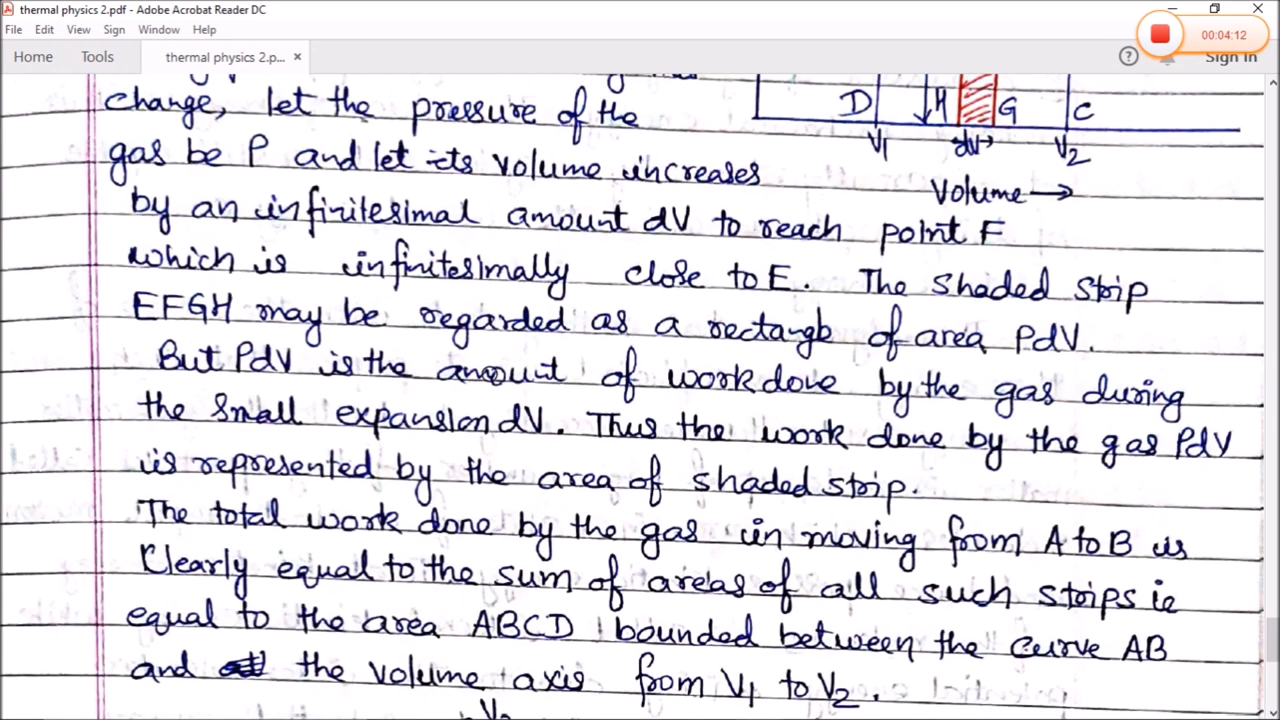 thermal physics 2.pdf - Adobe Acrobat Reader DC
File Edit View Sign Window Help
00:04:12
Home Tools thermal physics 2.p... × Sign In
change, let the pressure of the
D H G C
gas be P and let its volume increases
V1 dV V2
Volume →
by an infinitesimal amount dV to reach point F
which is infinitesimally close to E. The shaded strip
EFGH may be regarded as a rectangle of area PdV.
But PdV is the amount of work done by the gas during
the small expansion dV. Thus the work done by the gas PdV
is represented by the area of shaded strip.
The total work done by the gas in moving from A to B is
Clearly equal to the sum of areas of all such strips ie
equal to the area ABCD bounded between the curve AB
and the volume axis from V1 to V2.
V2